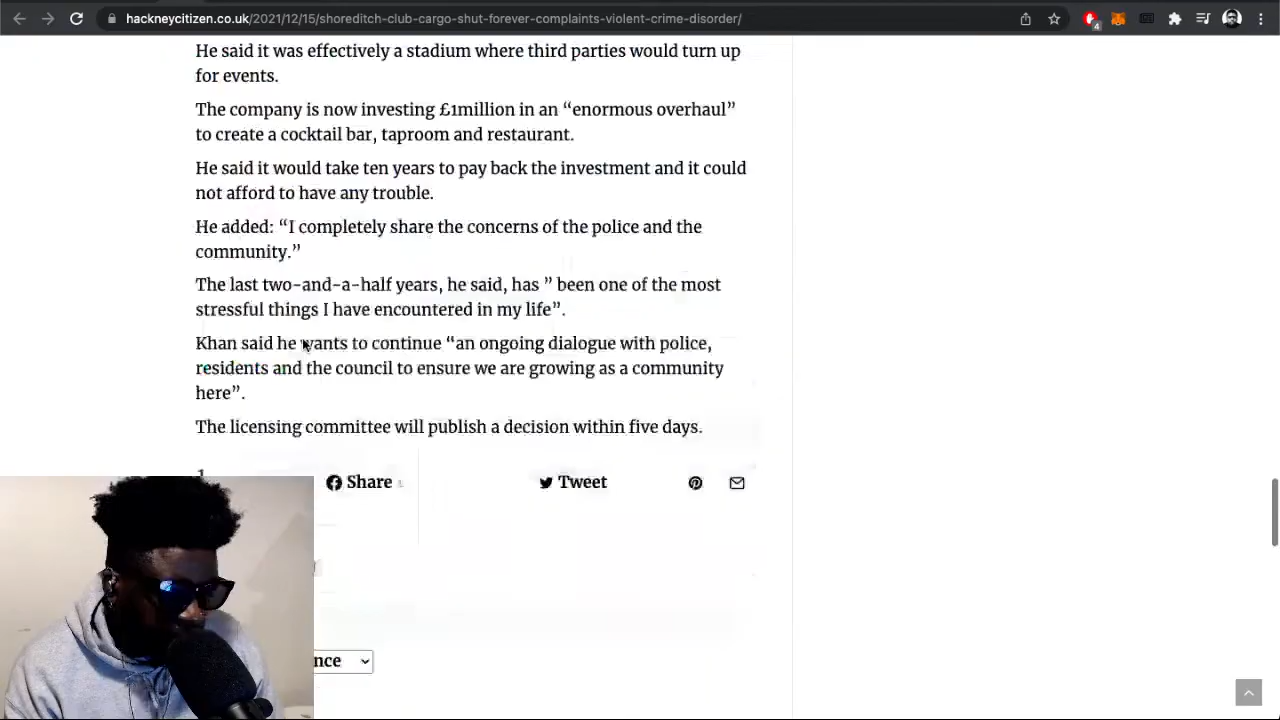 hackneycitizen.co.uk/2021/12/15/shoreditch-club-cargo-shut-forever-complaints-violent-crime-disorder/
4
He said it was effectively a stadium where third parties would turn up
for events.
The company is now investing £1million in an “enormous overhaul”
to create a cocktail bar, taproom and restaurant.
He said it would take ten years to pay back the investment and it could
not afford to have any trouble.
He added: “I completely share the concerns of the police and the
community.”
The last two-and-a-half years, he said, has ” been one of the most
stressful things I have encountered in my life”.
Khan said he wants to continue “an ongoing dialogue with police,
residents and the council to ensure we are growing as a community
here”.
The licensing committee will publish a decision within five days.
Share
Tweet
nce